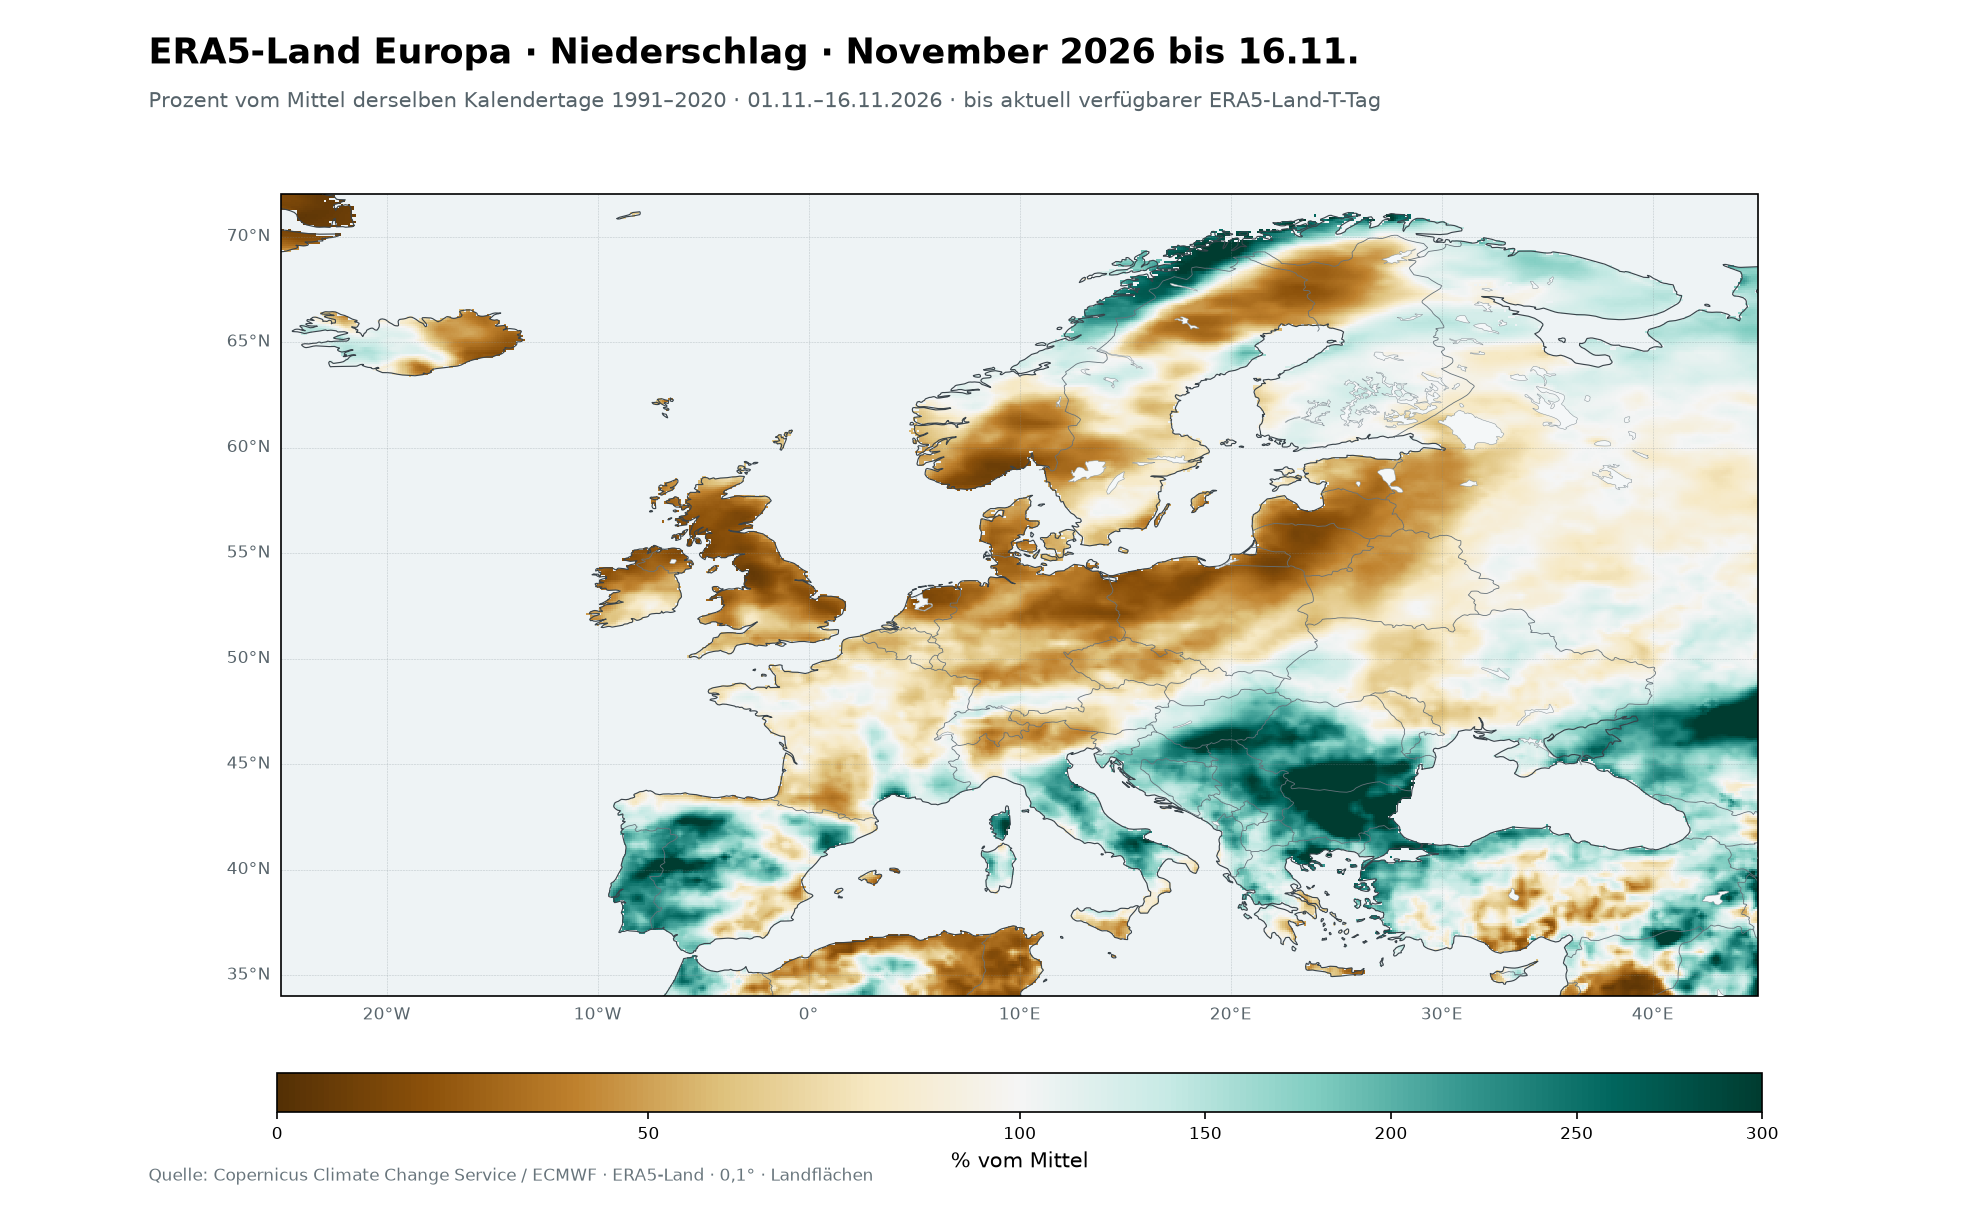 ERA5-Land Europa · Niederschlag · November 2026 bis 16.11.
Prozent vom Mittel derselben Kalendertage 1991–2020 · 01.11.–16.11.2026 · bis aktuell verfügbarer ERA5-Land-T-Tag
70°N
65°N
60°N
55°N
50°N
45°N
40°N
35°N
20°W 10°W 0° 10°E 20°E 30°E 40°E
0 50 100 150 200 250 300
% vom Mittel
Quelle: Copernicus Climate Change Service / ECMWF · ERA5-Land · 0,1° · Landflächen